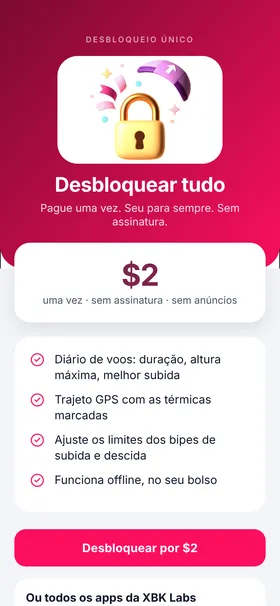 DESBLOQUEIO ÚNICO
Desbloquear tudo
Pague uma vez. Seu para sempre. Sem
assinatura.
$2
uma vez · sem assinatura · sem anúncios
Diário de voos: duração, altura
máxima, melhor subida
Trajeto GPS com as térmicas
marcadas
Ajuste os limites dos bipes de
subida e descida
Funciona offline, no seu bolso
Desbloquear por $2
Ou todos os apps da XBK Labs